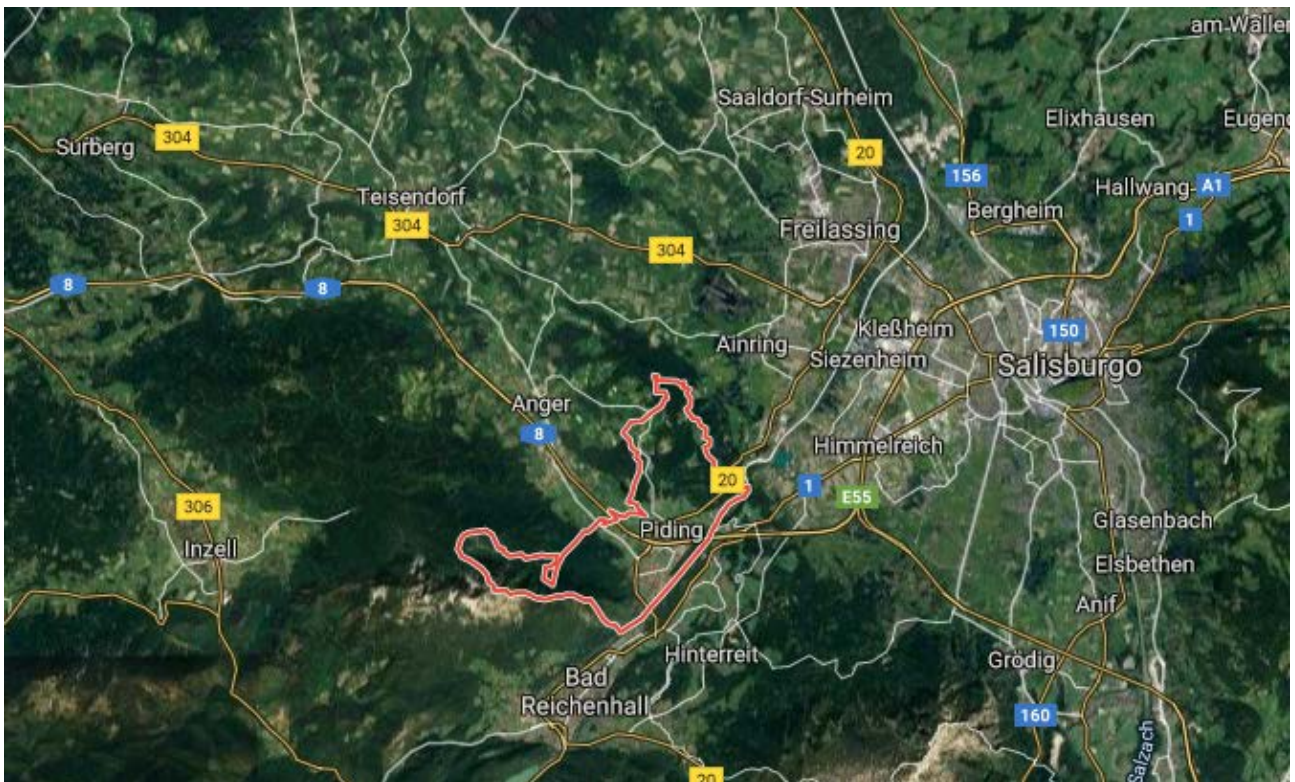 am Waller
Saaldorf-Surheim
Elixhausen
Eugend
304
Surberg
20
156
Hallwang
A1
Teisendorf
Bergheim
1
304
Freilassing
304
8
8
Kleßheim
150
Ainring
Siezenheim
Salisburgo
Anger
8
Himmelreich
20
1
E55
306
Piding
Glasenbach
Inzell
Elsbethen
Anif
Hinterreit
Grödig
Bad
Reichenhall
160
Salzach
20